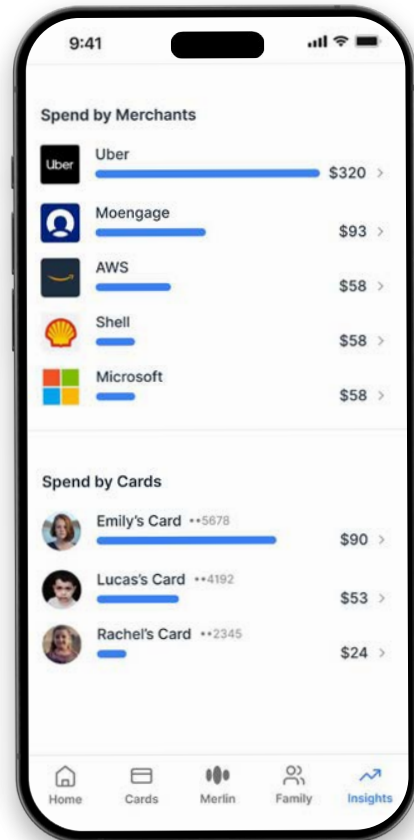 9:41
Spend by Merchants
Uber
Uber
$320
Moengage
$93
AWS
$58
Shell
$58
Microsoft
$58
Spend by Cards
Emily's Card ••5678
$90
Lucas's Card ••4192
$53
Rachel's Card ••2345
$24
Home Cards Merlin Family Insights